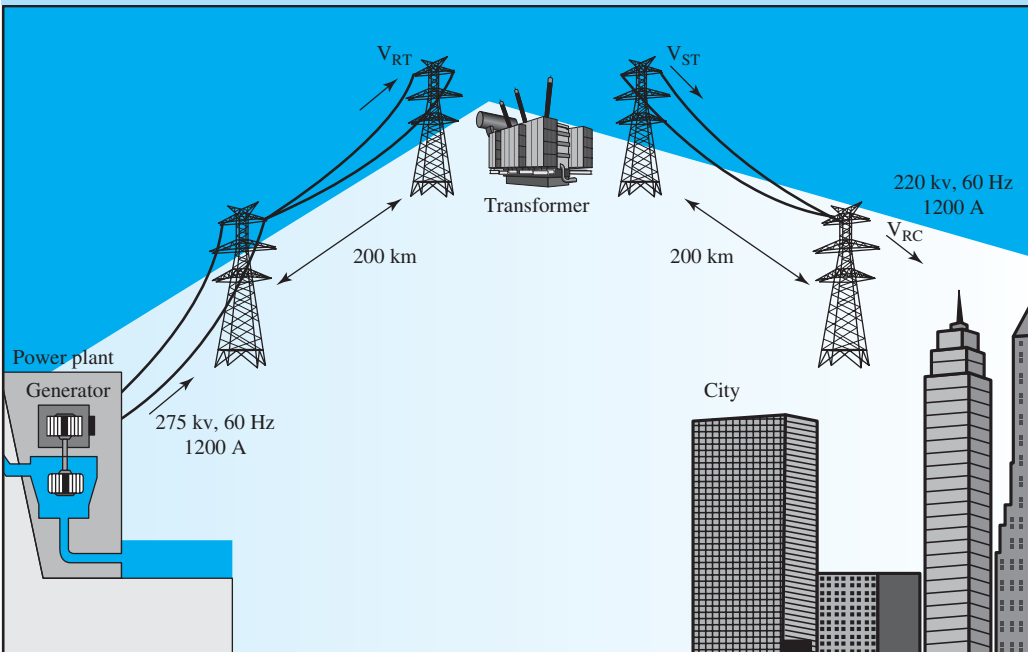 V_RT
V_ST
Transformer
220 kv, 60 Hz
1200 A
V_RC
200 km
200 km
Power plant
Generator
275 kv, 60 Hz
1200 A
City